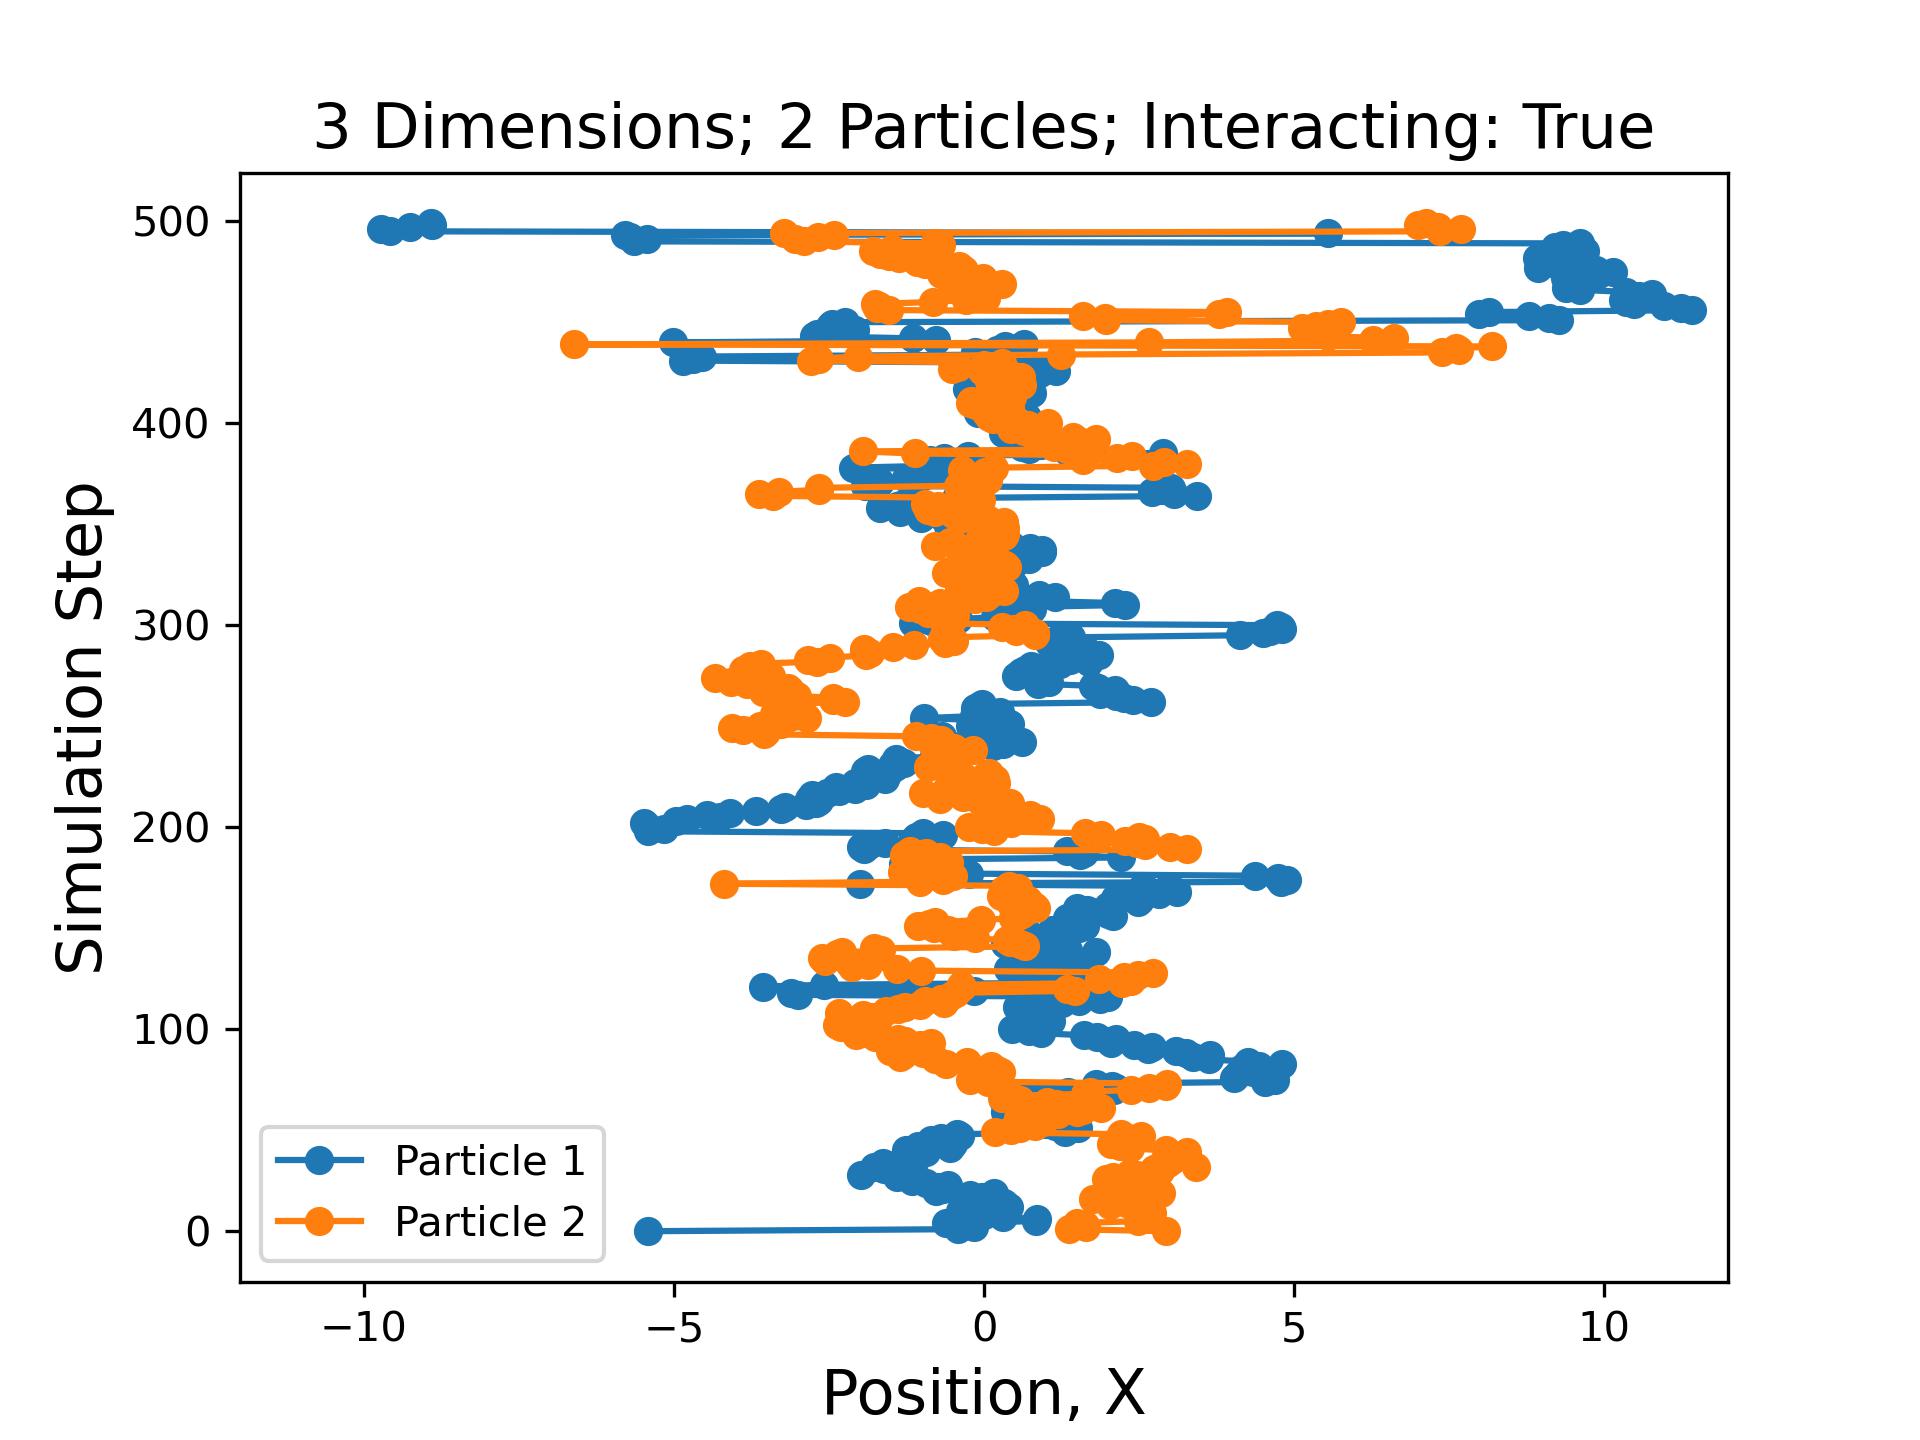 3 Dimensions; 2 Particles; Interacting: True
500
400
300
200
100
0
Simulation Step
Particle 1
Particle 2
−10 −5 0 5 10
Position, X